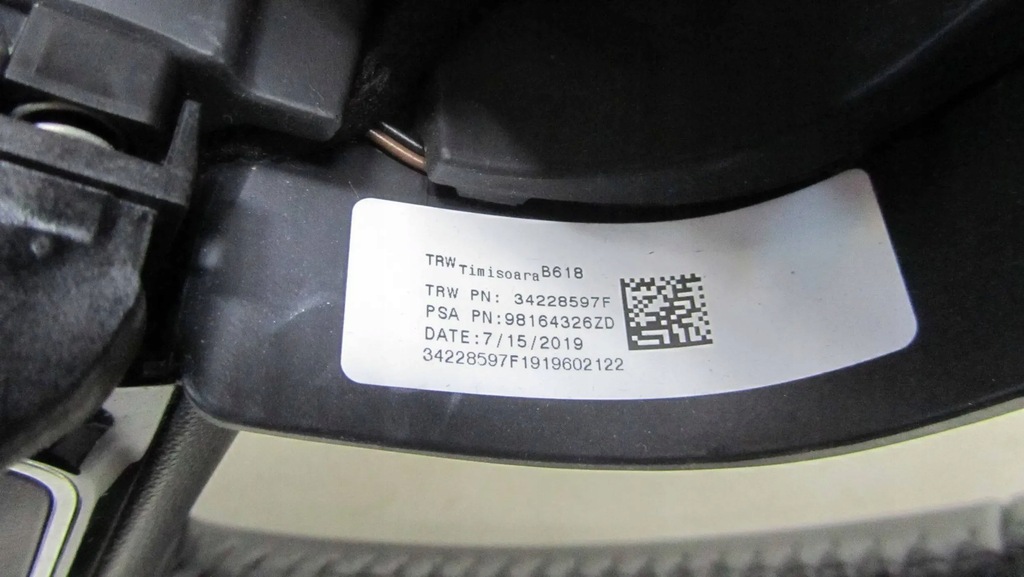 TRW Timisoara B618
TRW PN: 34228597F
PSA PN:98164326ZD
DATE:7/15/2019
34228597F1919602122